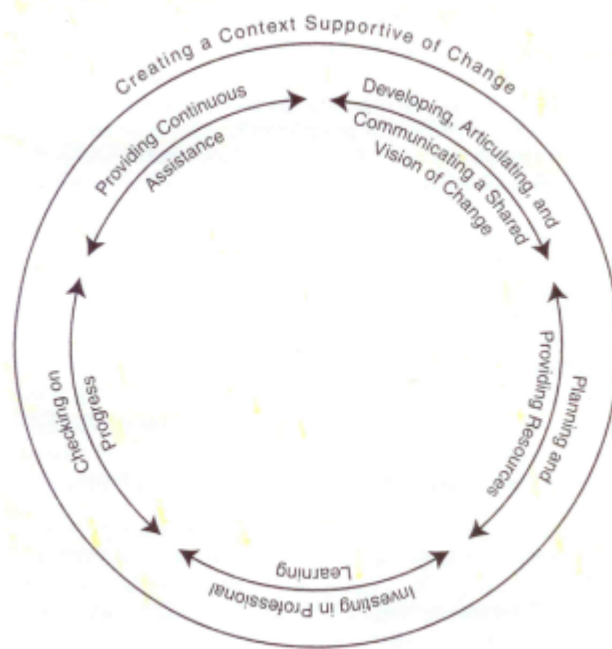 Creating a Context Supportive of Change
Developing, Articulating, and
Communicating a Shared
Vision of Change
Planning and
Providing Resources
Investing in Professional
Learning
Checking on
Progress
Providing Continuous
Assistance